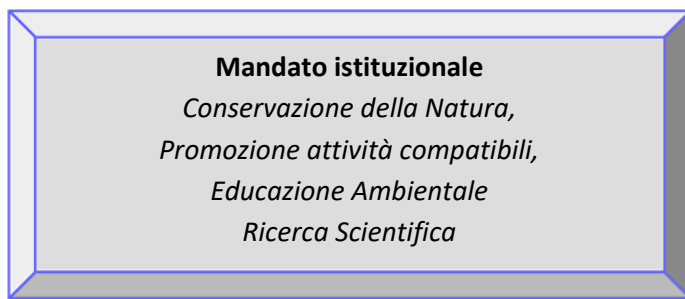 Mandato istituzionale
Conservazione della Natura,
Promozione attività compatibili,
Educazione Ambientale
Ricerca Scientifica